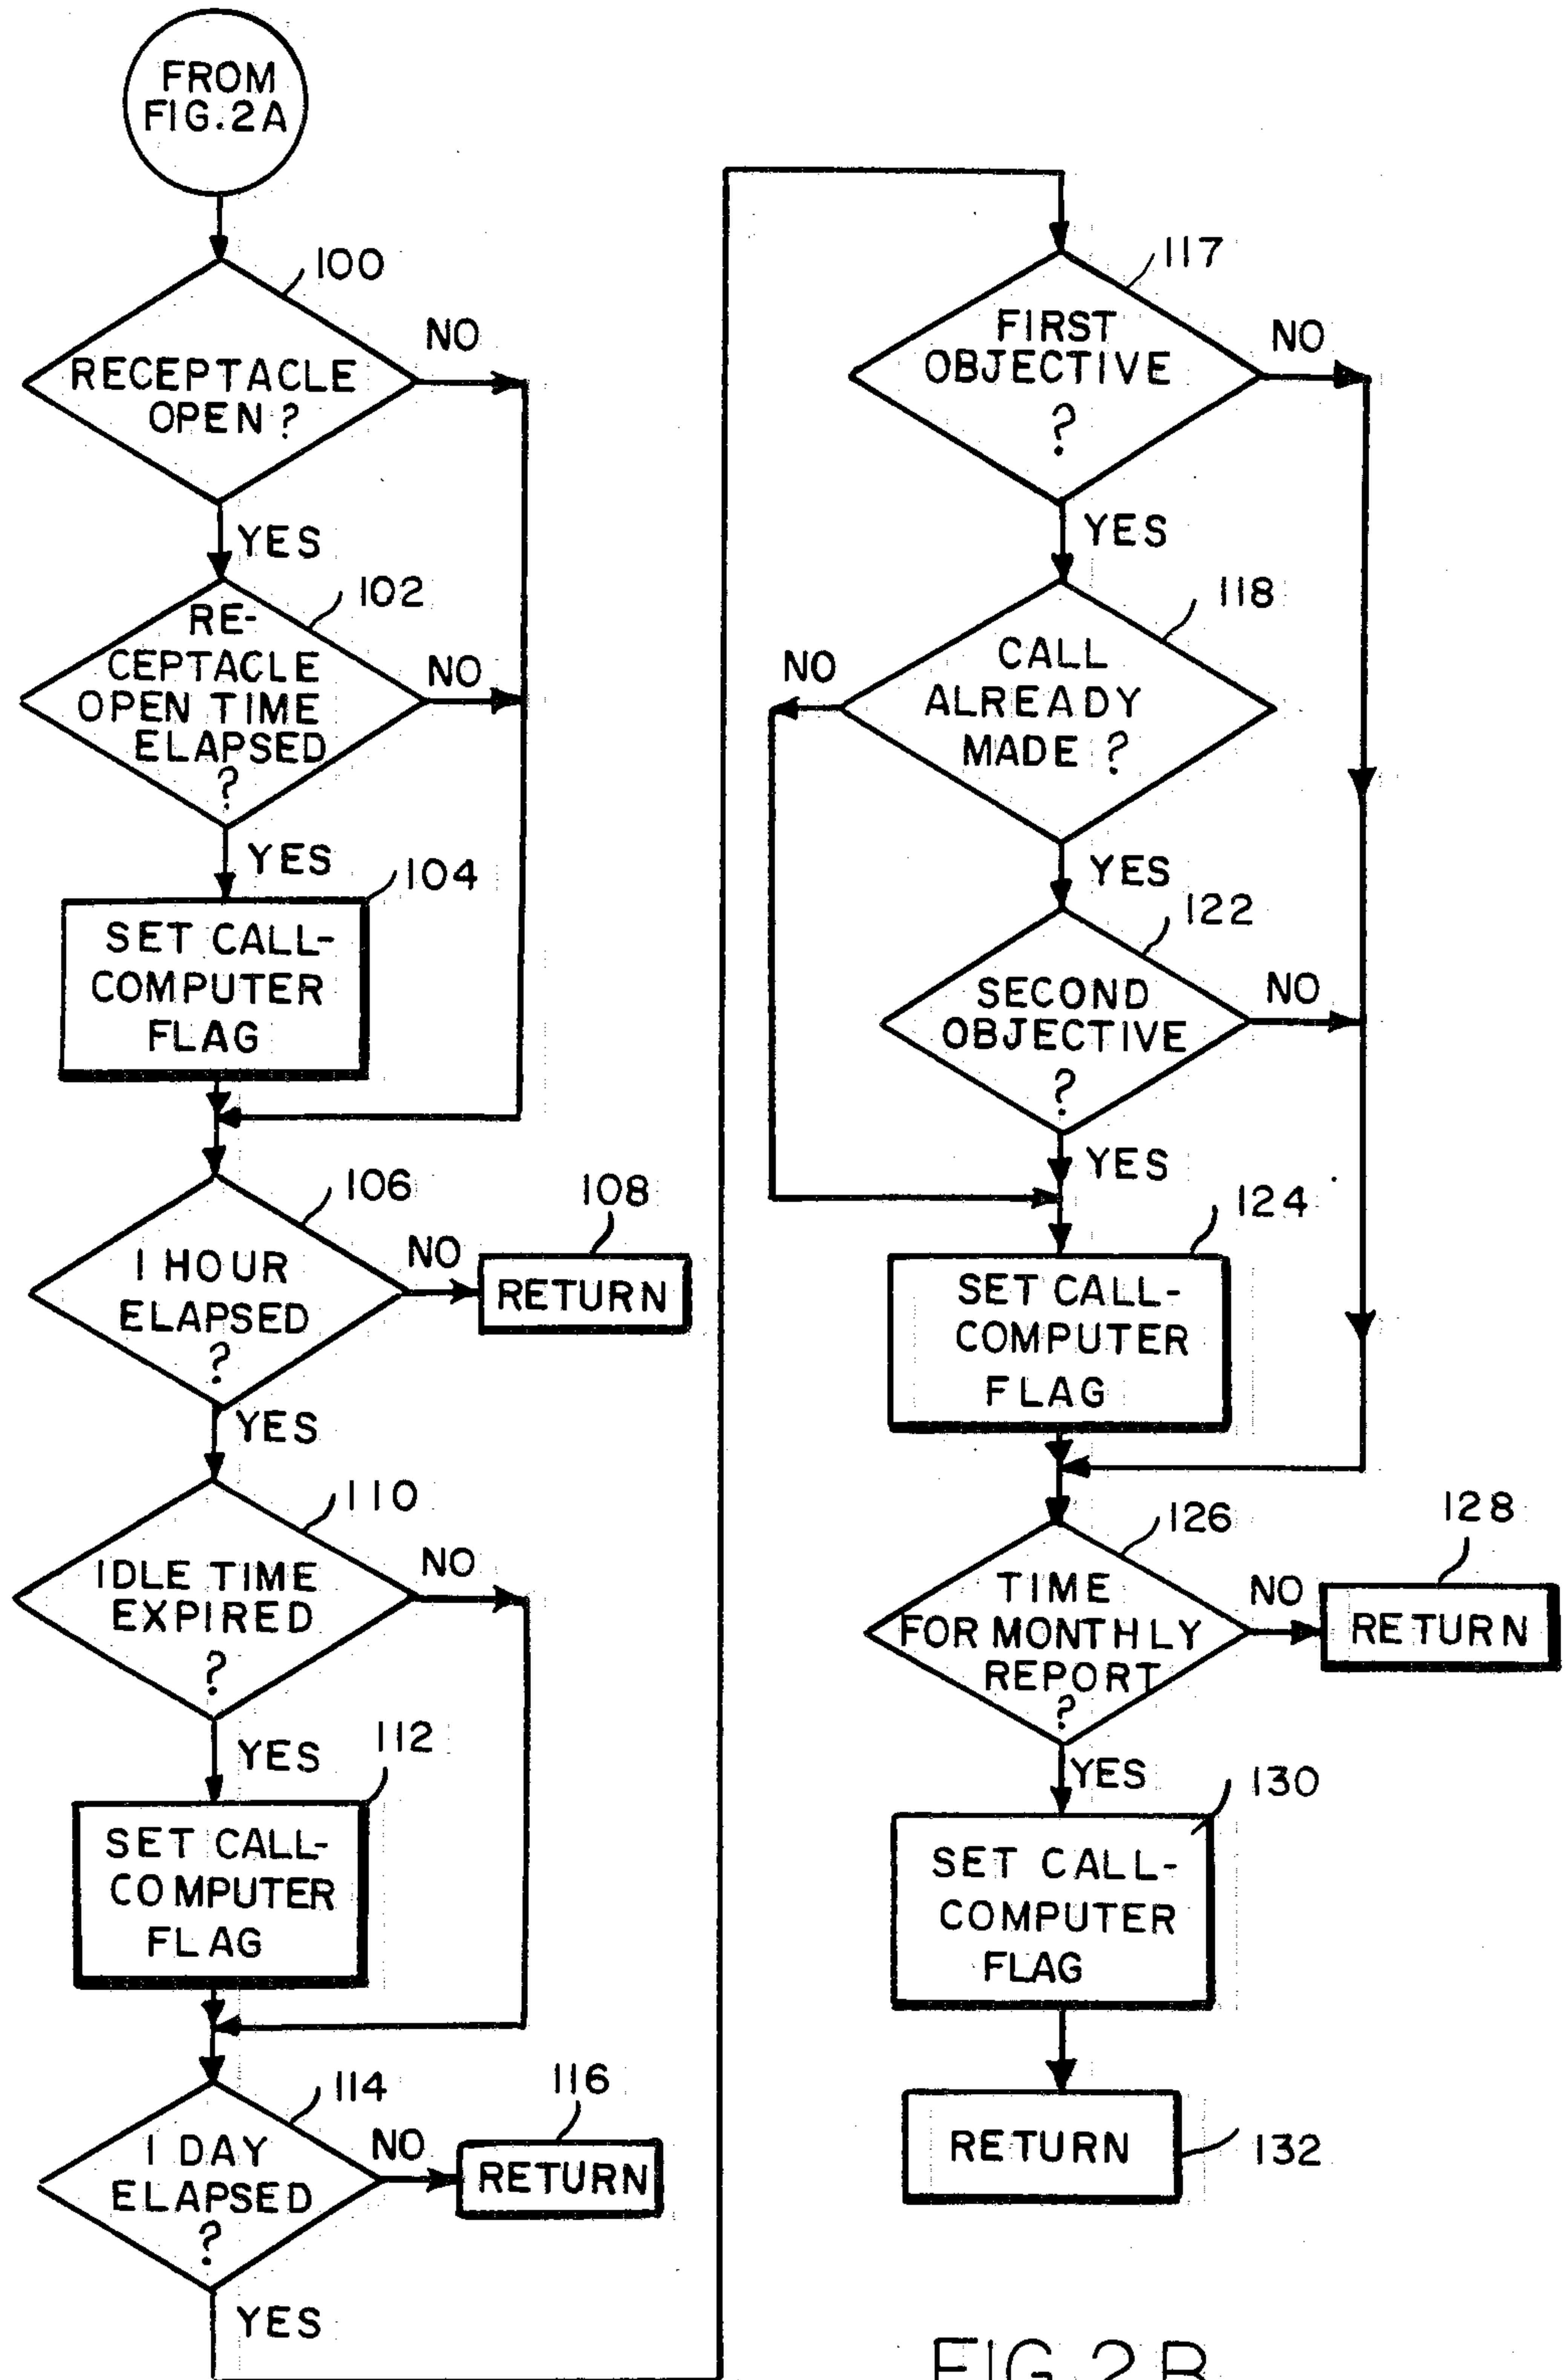 FROM
FIG. 2A
100
RECEPTACLE
OPEN ?
NO
YES
102
RE-
CEPTACLE
OPEN TIME
ELAPSED
?
NO
YES
104
SET CALL-
COMPUTER
FLAG
106
1 HOUR
ELAPSED
?
NO
108
RETURN
YES
110
IDLE TIME
EXPIRED
?
NO
YES
112
SET CALL-
COMPUTER
FLAG
114
1 DAY
ELAPSED
?
NO
116
RETURN
YES
117
FIRST
OBJECTIVE
?
NO
YES
118
CALL
ALREADY
MADE ?
NO
YES
122
SECOND
OBJECTIVE
?
NO
YES
124
SET CALL-
COMPUTER
FLAG
126
TIME
FOR MONTHLY
REPORT
?
NO
128
RETURN
YES
130
SET CALL-
COMPUTER
FLAG
RETURN
132
FIG. 2B